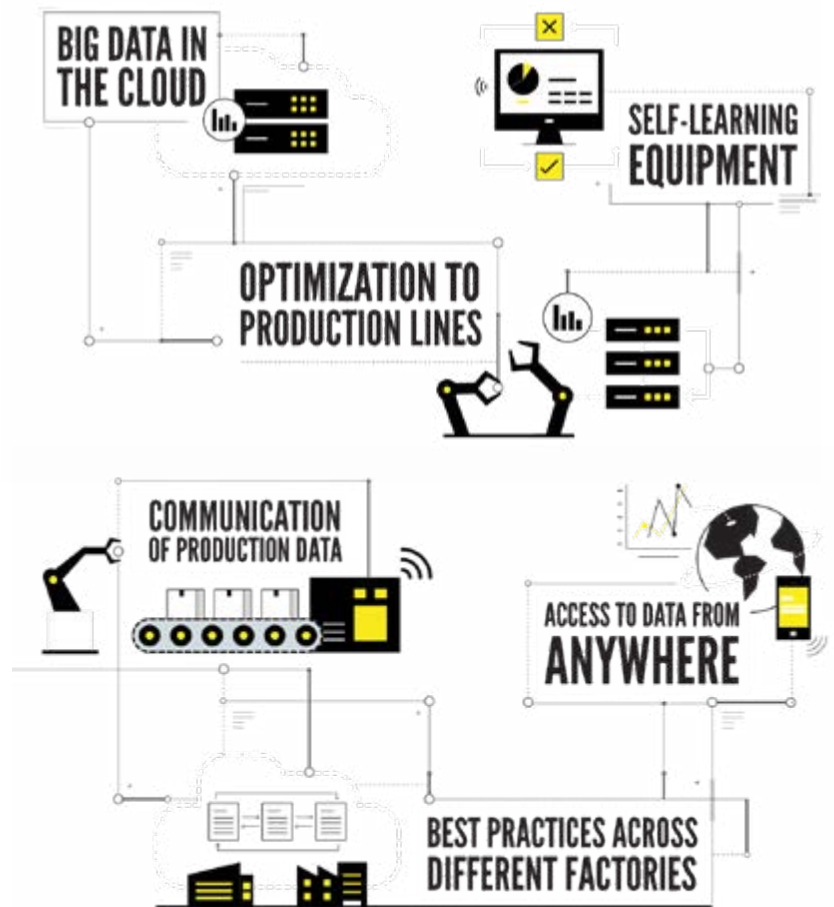 BIG DATA IN
THE CLOUD
SELF-LEARNING
EQUIPMENT
OPTIMIZATION TO
PRODUCTION LINES
COMMUNICATION
OF PRODUCTION DATA
ACCESS TO DATA FROM
ANYWHERE
BEST PRACTICES ACROSS
DIFFERENT FACTORIES